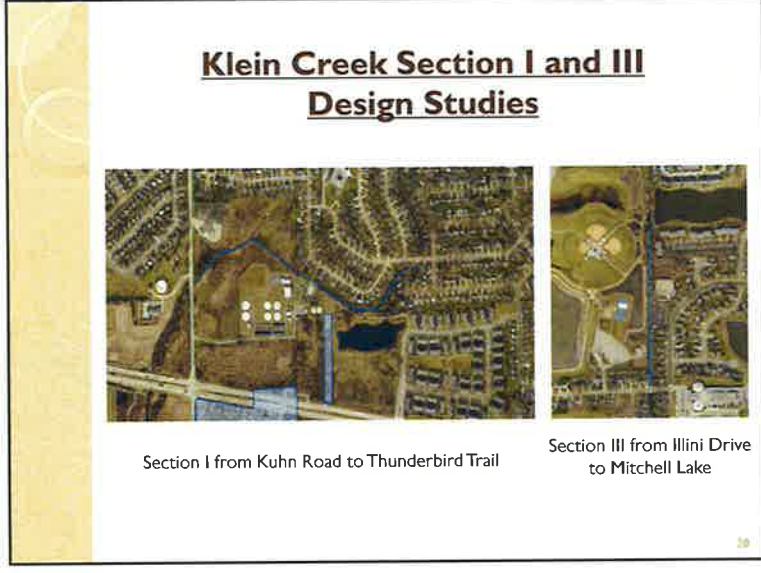 Klein Creek Section I and III
Design Studies
Section I from Kuhn Road to Thunderbird Trail
Section III from Illini Drive
to Mitchell Lake
20